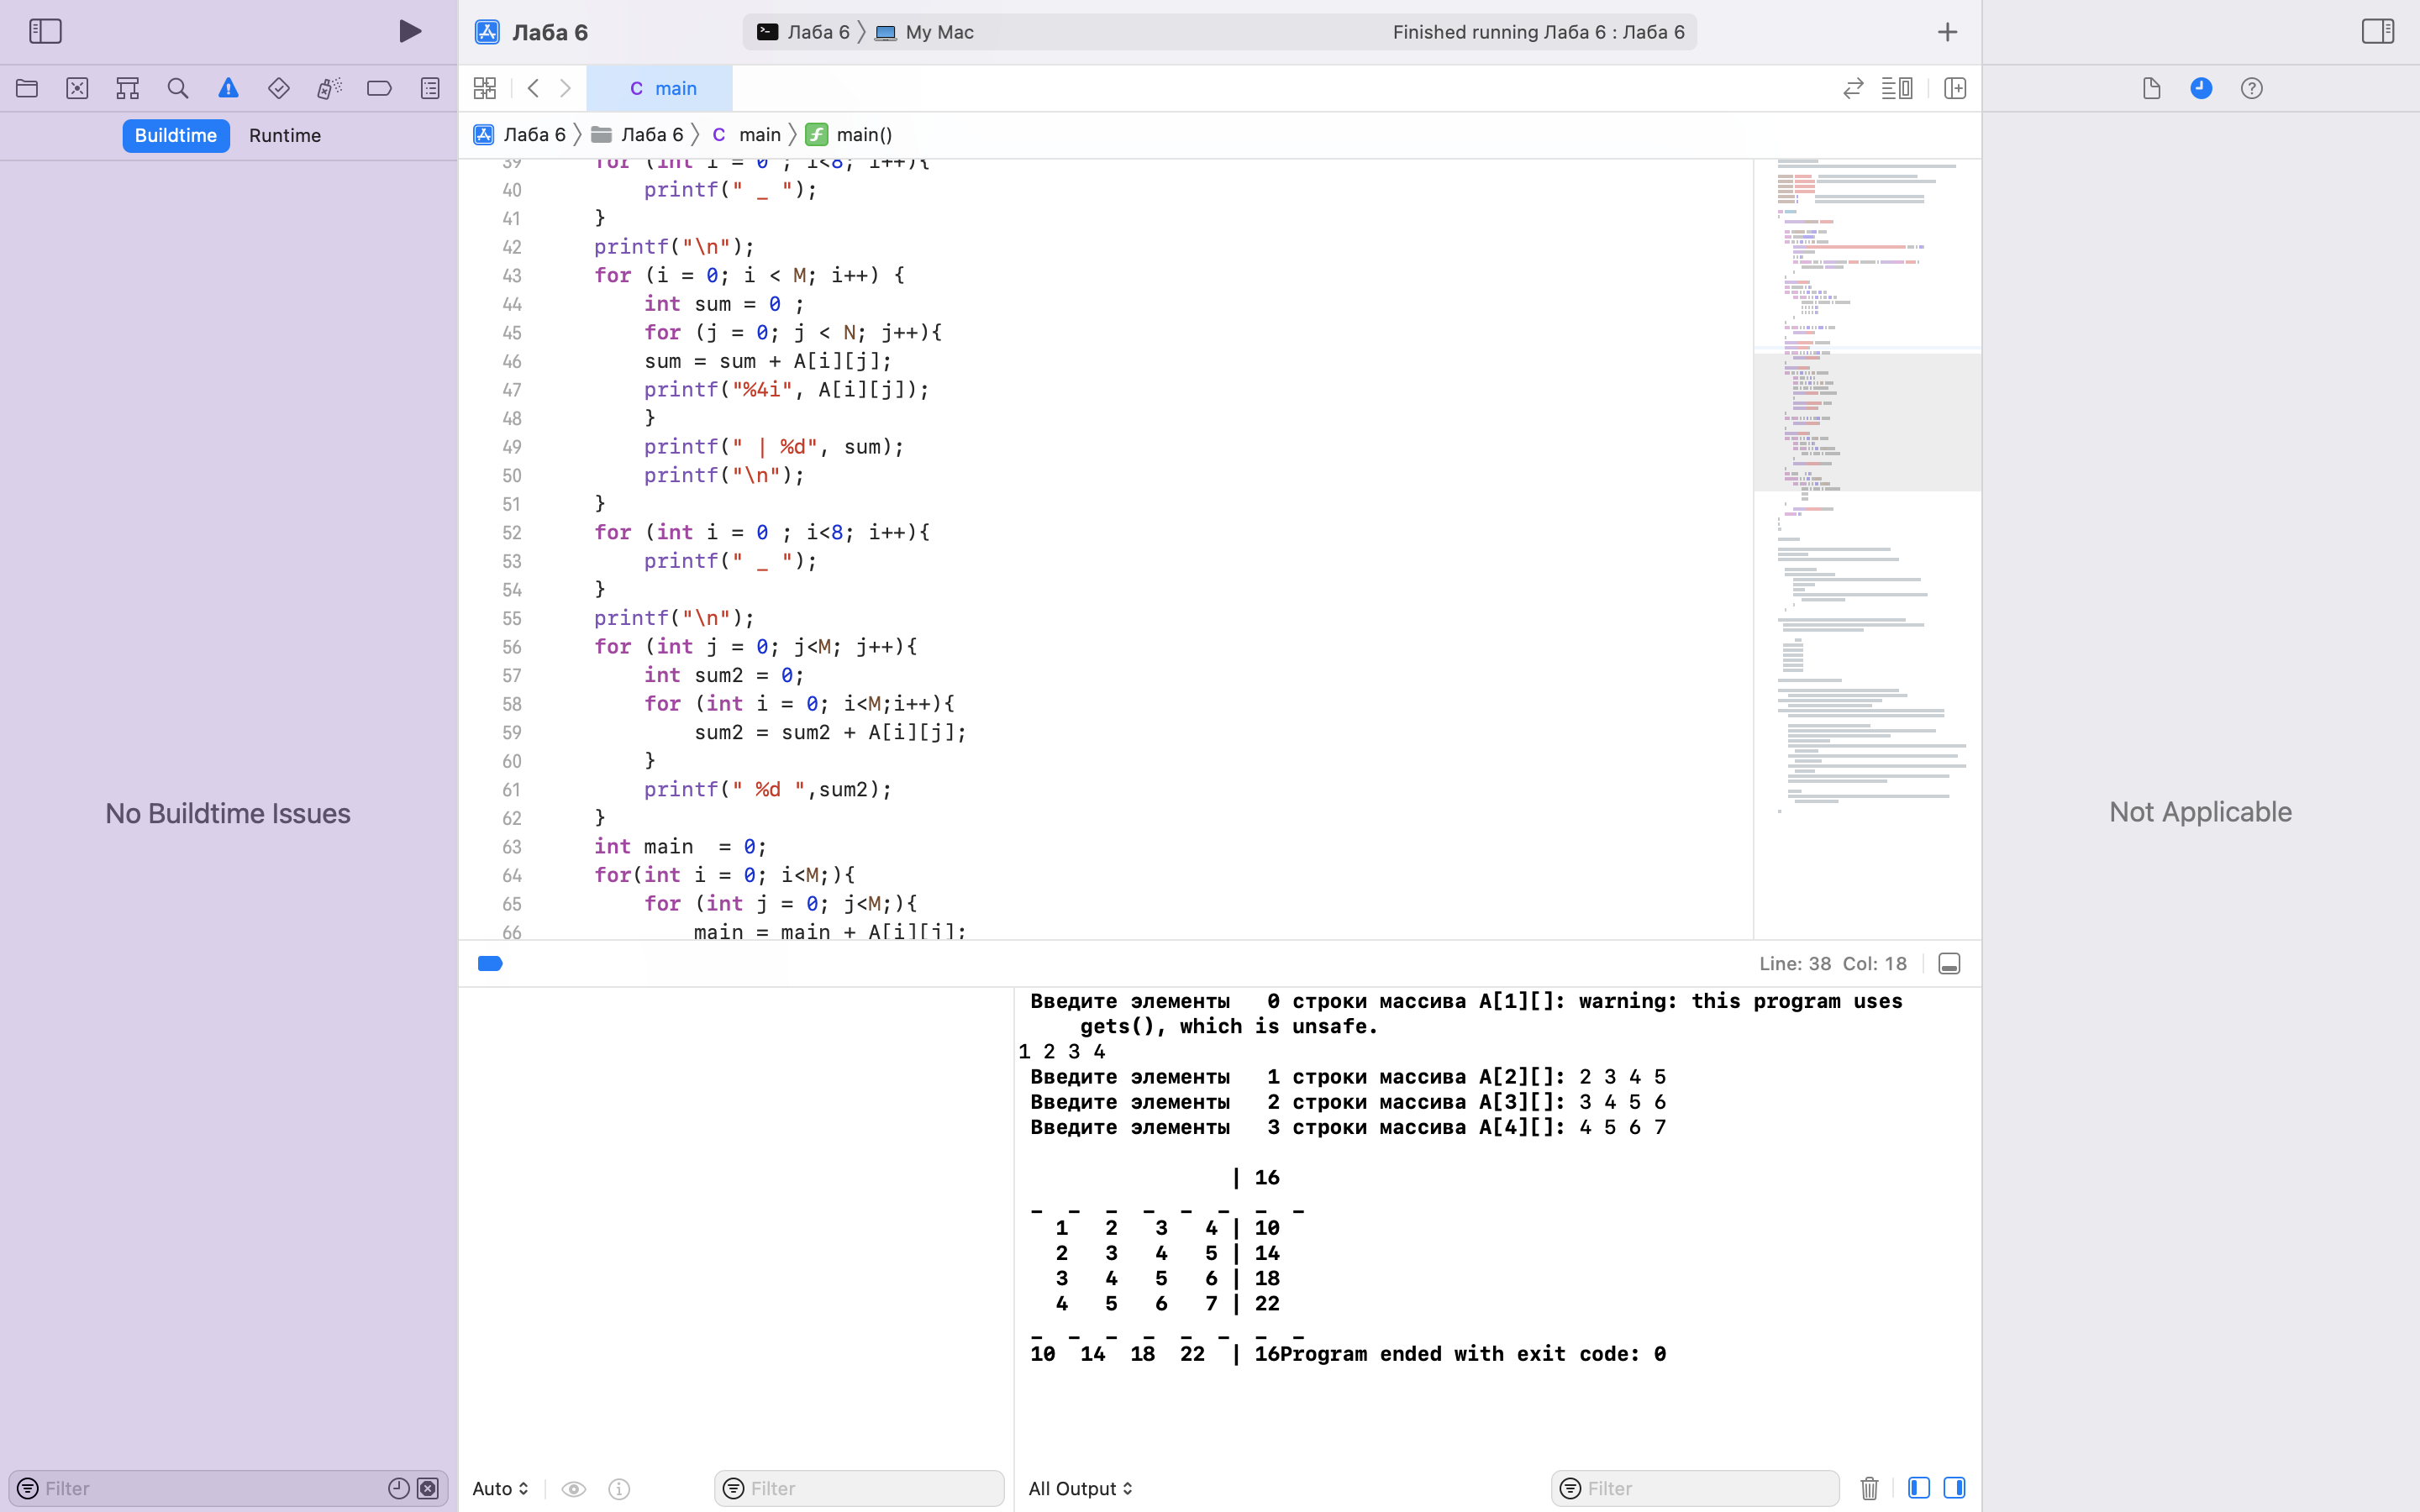 Лаба 6
Лаба 6 〉 My Mac
Finished running Лаба 6 : Лаба 6
Buildtime Runtime
C main
Лаба 6 〉 Лаба 6 〉 C main 〉 f main()
39 for (int i = 0 ; i<8; i++){
40 printf(" _ ");
41 }
42 printf("\n");
43 for (i = 0; i < M; i++) {
44 int sum = 0 ;
45 for (j = 0; j < N; j++){
46 sum = sum + A[i][j];
47 printf("%4i", A[i][j]);
48 }
49 printf(" | %d", sum);
50 printf("\n");
51 }
52 for (int i = 0 ; i<8; i++){
53 printf(" _ ");
54 }
55 printf("\n");
56 for (int j = 0; j<M; j++){
57 int sum2 = 0;
58 for (int i = 0; i<M;i++){
59 sum2 = sum2 + A[i][j];
60 }
61 printf(" %d ",sum2);
62 }
63 int main  = 0;
64 for(int i = 0; i<M;){
65 for (int j = 0; j<M;){
66 main = main + A[i][j];
No Buildtime Issues
Not Applicable
Line: 38 Col: 18
Введите элементы   0 строки массива A[1][]: warning: this program uses
gets(), which is unsafe.
1 2 3 4
Введите элементы   1 строки массива A[2][]: 2 3 4 5
Введите элементы   2 строки массива A[3][]: 3 4 5 6
Введите элементы   3 строки массива A[4][]: 4 5 6 7
| 16
_  _  _  _  _  _  _  _
1   2   3   4 | 10
2   3   4   5 | 14
3   4   5   6 | 18
4   5   6   7 | 22
_  _  _  _  _  _  _  _
10  14  18  22  | 16Program ended with exit code: 0
Filter
Auto
Filter
All Output
Filter